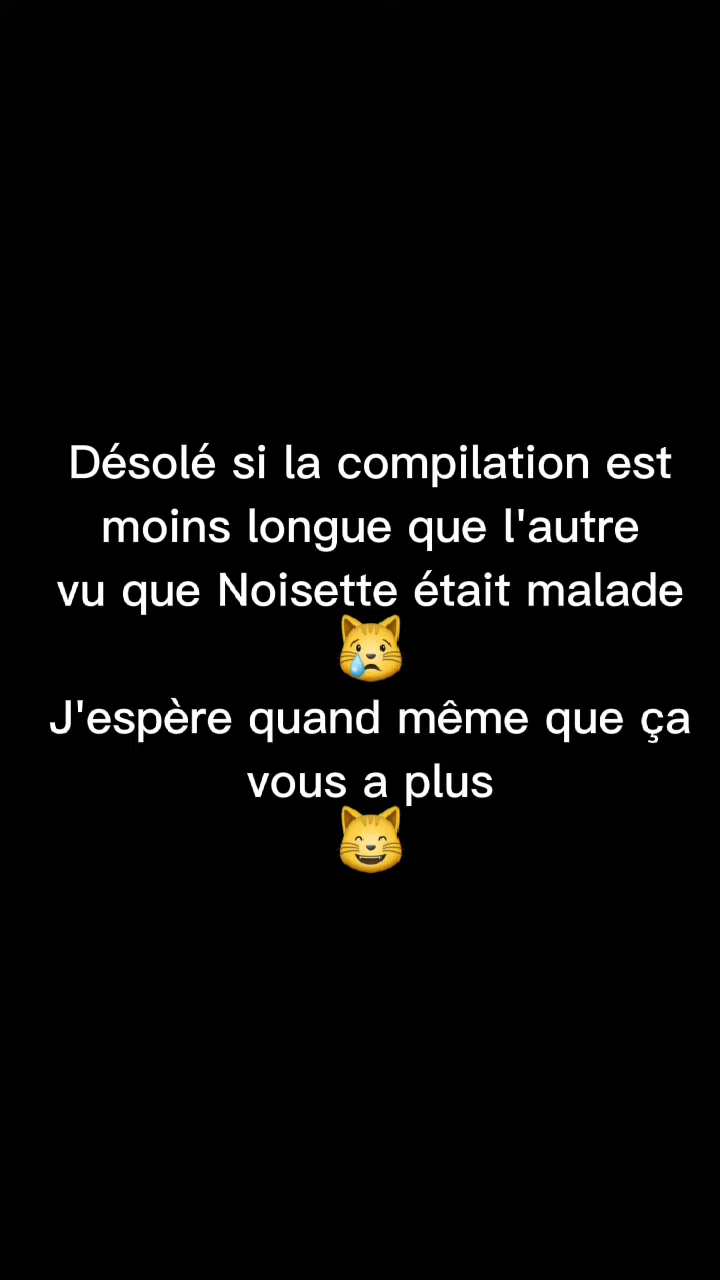 Désolé si la compilation est
moins longue que l'autre
vu que Noisette était malade
😿
J'espère quand même que ça
vous a plus
😸